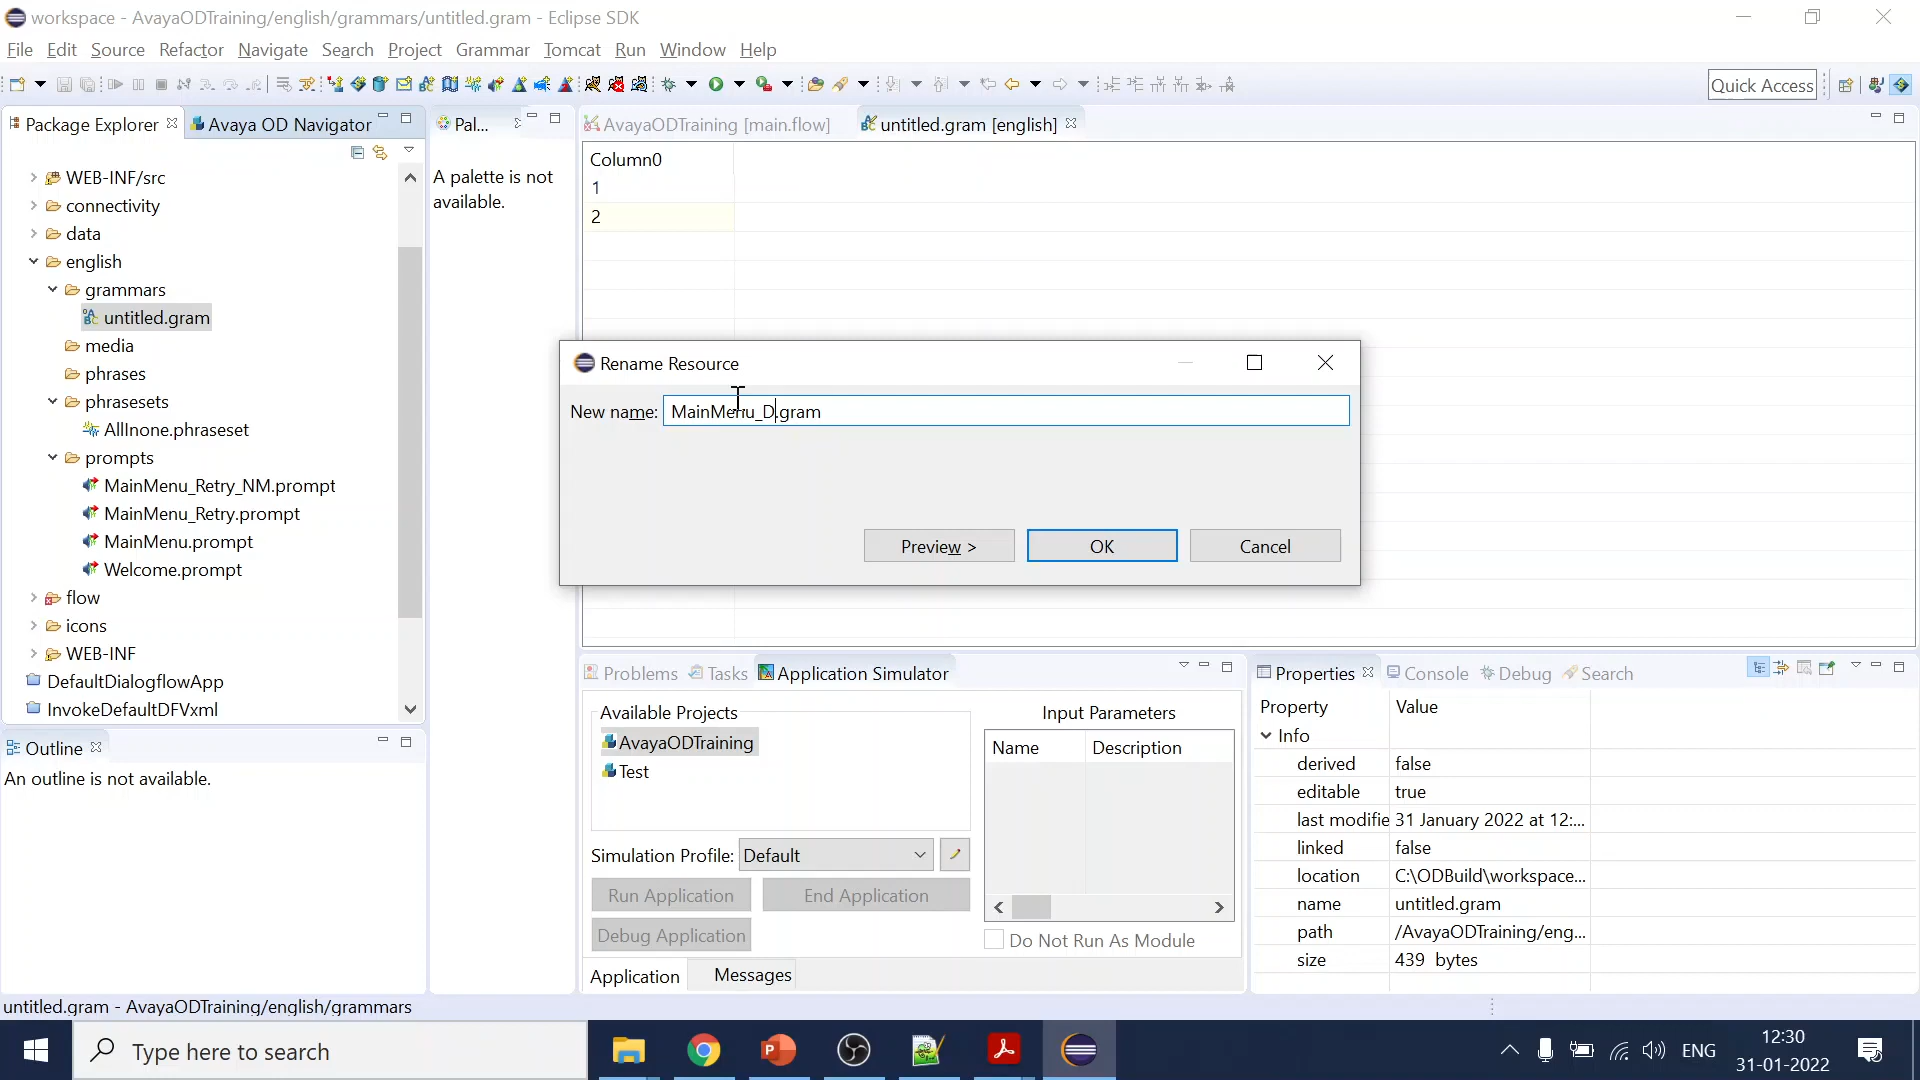 workspace - AvayaODTraining/english/grammars/untitled.gram - Eclipse SDK
File Edit Source Refactor Navigate Search Project Grammar Tomcat Run Window Help
Quick Access
Package Explorer
Avaya OD Navigator
Pal...
AvayaODTraining [main.flow]
untitled.gram [english]
WEB-INF/src
connectivity
data
english
grammars
untitled.gram
media
phrases
phrasesets
AllInone.phraseset
prompts
MainMenu_Retry_NM.prompt
MainMenu_Retry.prompt
MainMenu.prompt
Welcome.prompt
flow
icons
WEB-INF
DefaultDialogflowApp
InvokeDefaultDFVxml
A palette is not
available.
Column0
1
2
Rename Resource
New name: MainMenu_D.gram
Preview >
OK
Cancel
Outline
An outline is not available.
Problems
Tasks
Application Simulator
Available Projects
AvayaODTraining
Test
Input Parameters
Name Description
Simulation Profile: Default
Run Application
End Application
Debug Application
Do Not Run As Module
Application
Messages
Properties
Console
Debug
Search
Property Value
Info
derived false
editable true
last modifie 31 January 2022 at 12:...
linked false
location C:\ODBuild\workspace...
name untitled.gram
path /AvayaODTraining/eng...
size 439 bytes
untitled.gram - AvayaODTraining/english/grammars
Type here to search
ENG
12:30
31-01-2022